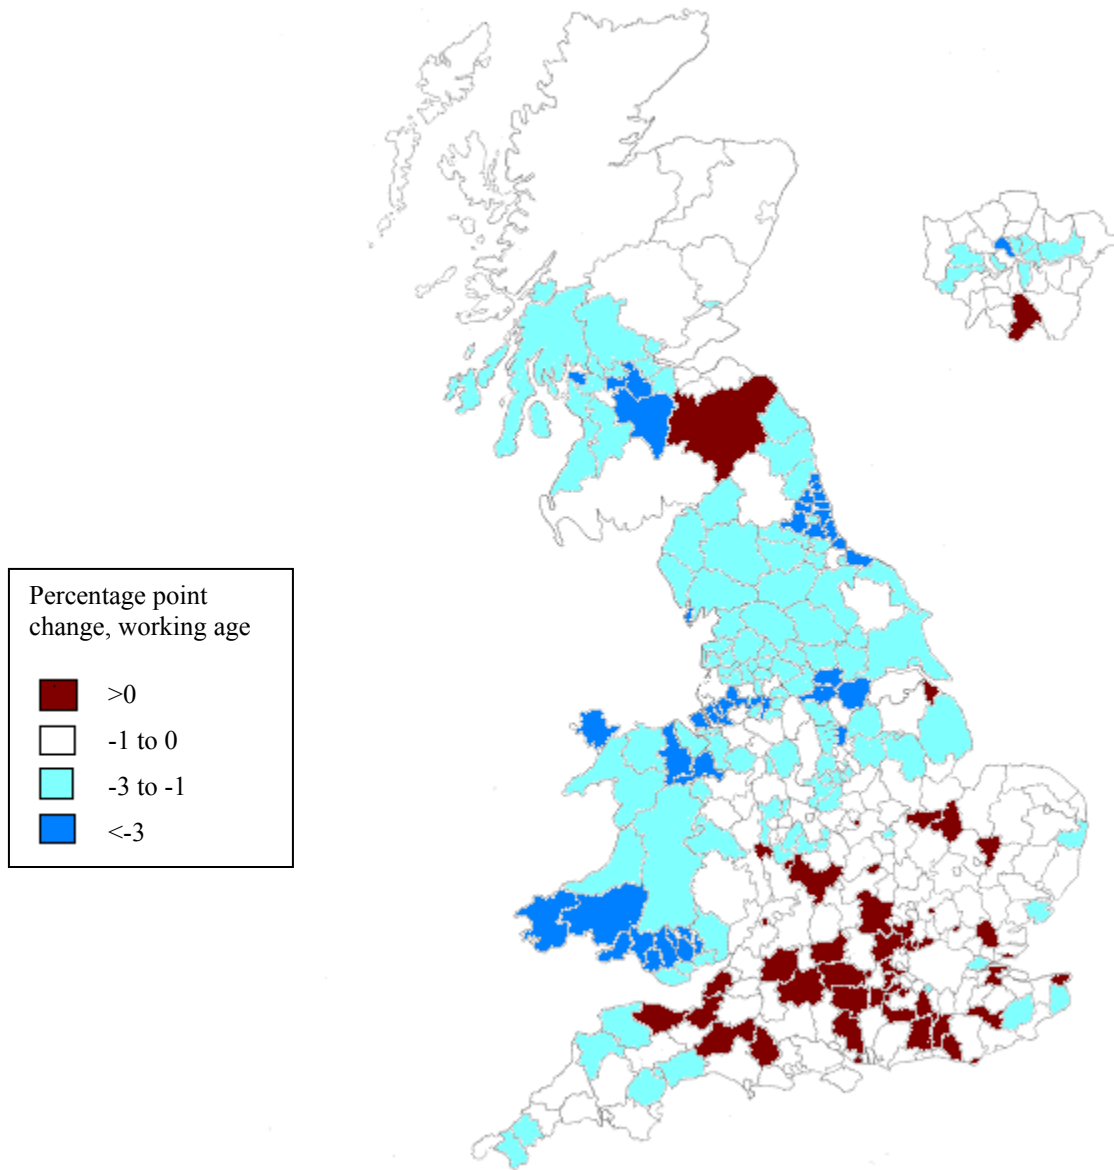 Percentage point
change, working age
>0
-1 to 0
-3 to -1
<-3